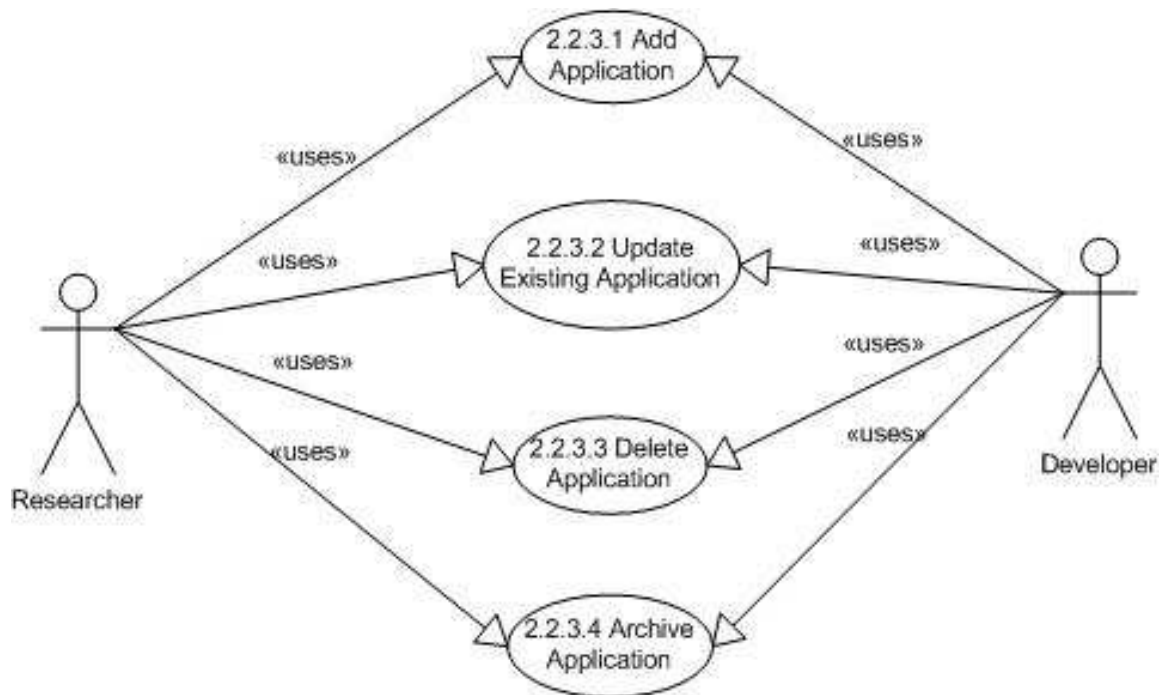 2.2.3.1 Add
Application
«uses»
«uses»
2.2.3.2 Update
Existing Application
«uses»
«uses»
«uses»
«uses»
2.2.3.3 Delete
Application
«uses»
«uses»
Researcher
Developer
2.2.3.4 Archive
Application